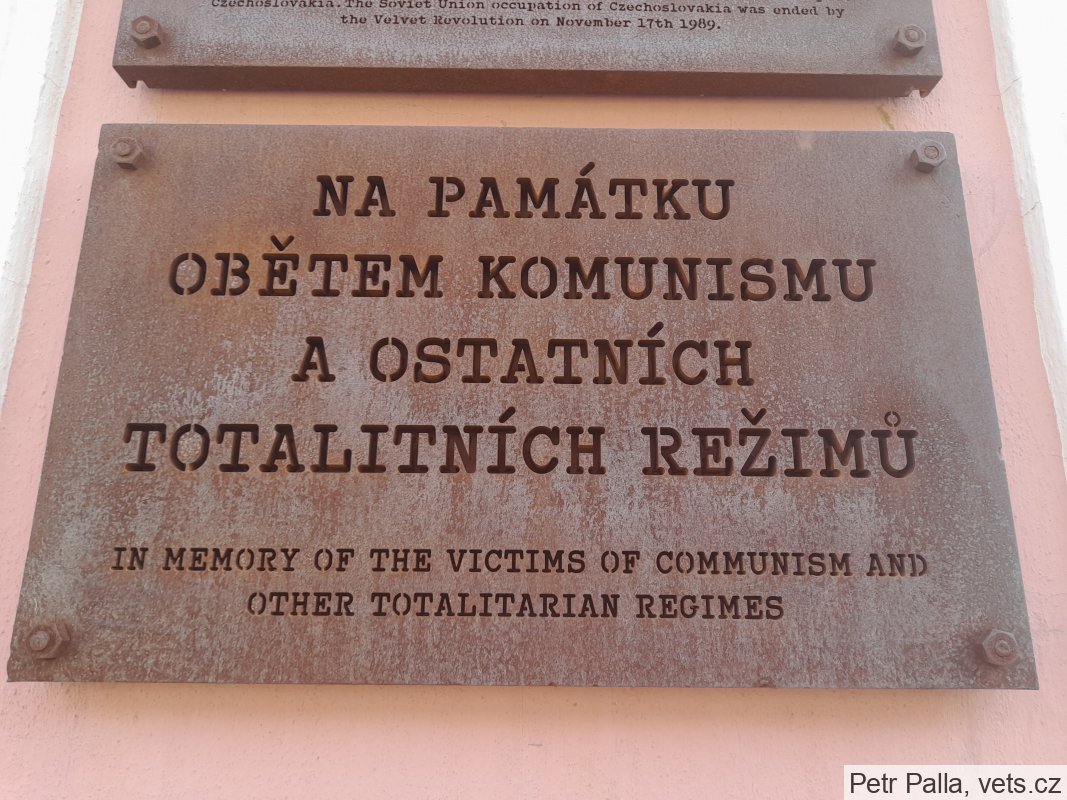 Czechoslovakia. The Soviet Union occupation of Czechoslovakia was ended by
the Velvet Revolution on November 17th 1989.
NA PAMÁTKU
OBĚTEM KOMUNISMU
A OSTATNÍCH
TOTALITNÍCH REŽIMŮ
IN MEMORY OF THE VICTIMS OF COMMUNISM AND
OTHER TOTALITARIAN REGIMES
Petr Palla, vets.cz